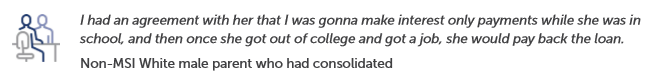 I had an agreement with her that I was gonna make interest only payments while she was in
school, and then once she got out of college and got a job, she would pay back the loan.
Non-MSI White male parent who had consolidated